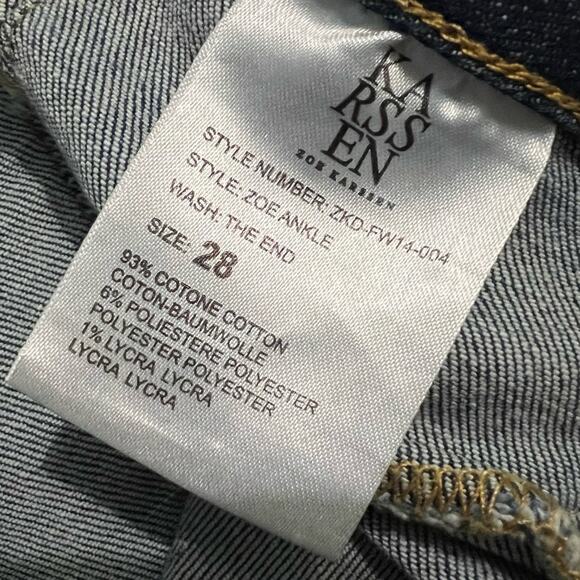 KA
RSS
EN
ZOE KARSSEN
STYLE NUMBER: ZKD-FW14-004
STYLE: ZOE ANKLE
WASH: THE END
SIZE: 28
93% COTONE COTTON
COTON-BAUMWOLLE
6% POLIESTERE POLYESTER
POLYESTER POLYESTER
1% LYCRA LYCRA
LYCRA LYCRA